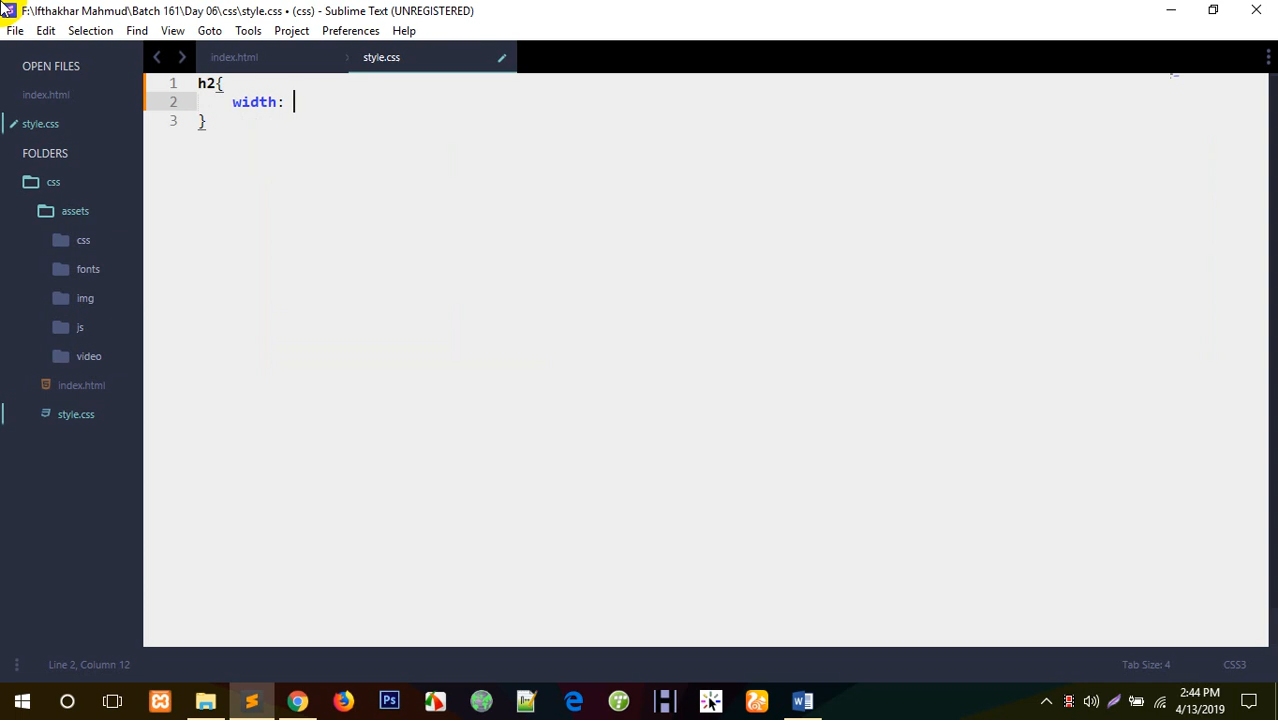 F:\Ifthakhar Mahmud\Batch 161\Day 06\css\style.css • (css) - Sublime Text (UNREGISTERED)
File Edit Selection Find View Goto Tools Project Preferences Help
OPEN FILES
index.html
style.css
FOLDERS
css
assets
css
fonts
img
js
video
index.html
style.css
index.html style.css
1 h2{
2 width:
3 }
Line 2, Column 12 Tab Size: 4 CSS3
2:44 PM
4/13/2019